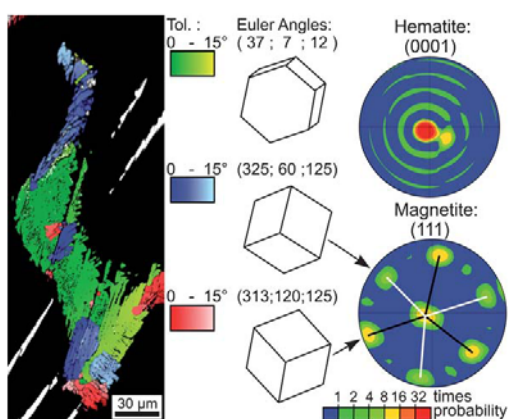 Tol. :
0 - 15°
Euler Angles:
( 37 ; 7 ; 12 )
Hematite:
(0001)
0 - 15°
(325; 60 ;125)
Magnetite:
(111)
0 - 15°
(313;120;125)
30 µm
1 2 4 8 16 32 times
probability